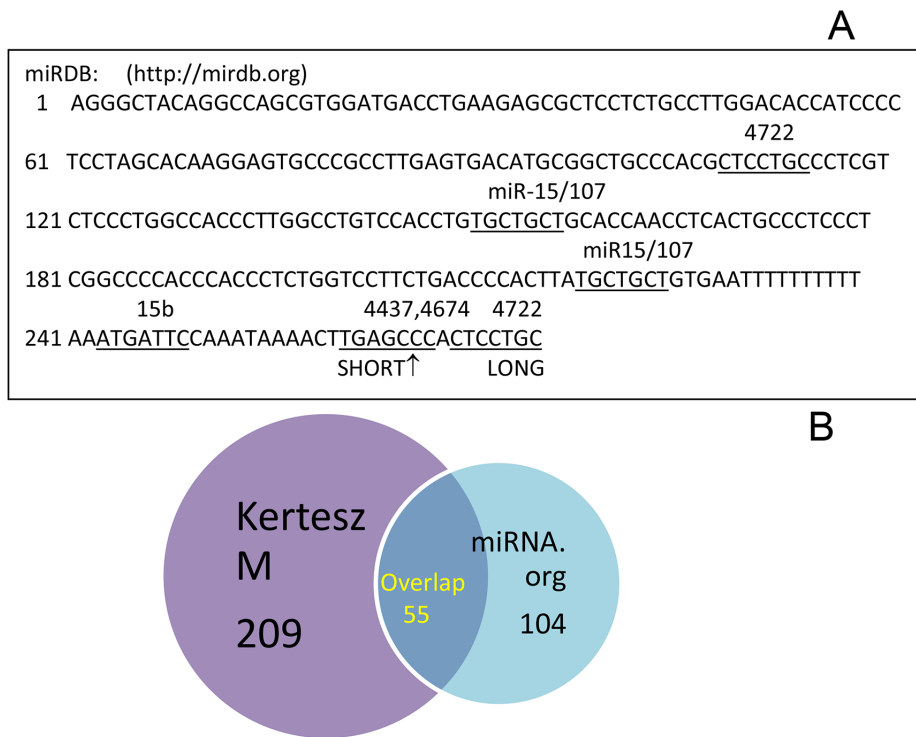 A
miRDB: (http://mirdb.org)
1 AGGGCTACAGGCCAGCGTGGATGACCTGAAGAGCGCTCCTCTGCCTTGGACACCATCCCC
4722
61 TCCTAGCACAAGGAGTGCCCGCCTTGAGTGACATGCGGCTGCCCACGCTCCTGCCCTCGT
miR-15/107
121 CTCCCTGGCCACCCTTGGCCTGTCCACCTGTGCTGCTGCACCAACCTCACTGCCCTCCCT
miR15/107
181 CGGCCCCACCCACCCTCTGGTCCTTCTGACCCCACTTATGCTGCTGTGAATTTTTTTTTT
15b 4437,4674 4722
241 AAATGATTCCAAATAAAACTTGAGCCCACTCCTGC
SHORT↑ LONG
B
Kertesz
M
209
Overlap
55
miRNA.
org
104